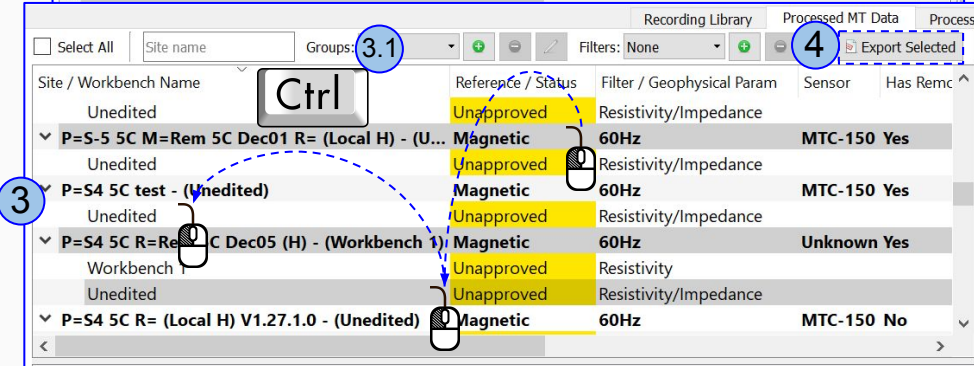 Recording Library Processed MT Data Process
Select All Site name Groups: 3.1 Filters: None 4 Export Selected
Site / Workbench Name Reference / Status Filter / Geophysical Param Sensor Has Remo
Ctrl
Unedited Unapproved Resistivity/Impedance
P=S-5 5C M=Rem 5C Dec01 R= (Local H) - (U... Magnetic 60Hz MTC-150 Yes
Unedited Unapproved Resistivity/Impedance
3 P=S4 5C test - (Unedited) Magnetic 60Hz MTC-150 Yes
Unedited Unapproved Resistivity/Impedance
P=S4 5C R=Re C Dec05 (H) - (Workbench 1) Magnetic 60Hz Unknown Yes
Workbench 1 Unapproved Resistivity
Unedited Unapproved Resistivity/Impedance
P=S4 5C R= (Local H) V1.27.1.0 - (Unedited) Magnetic 60Hz MTC-150 No